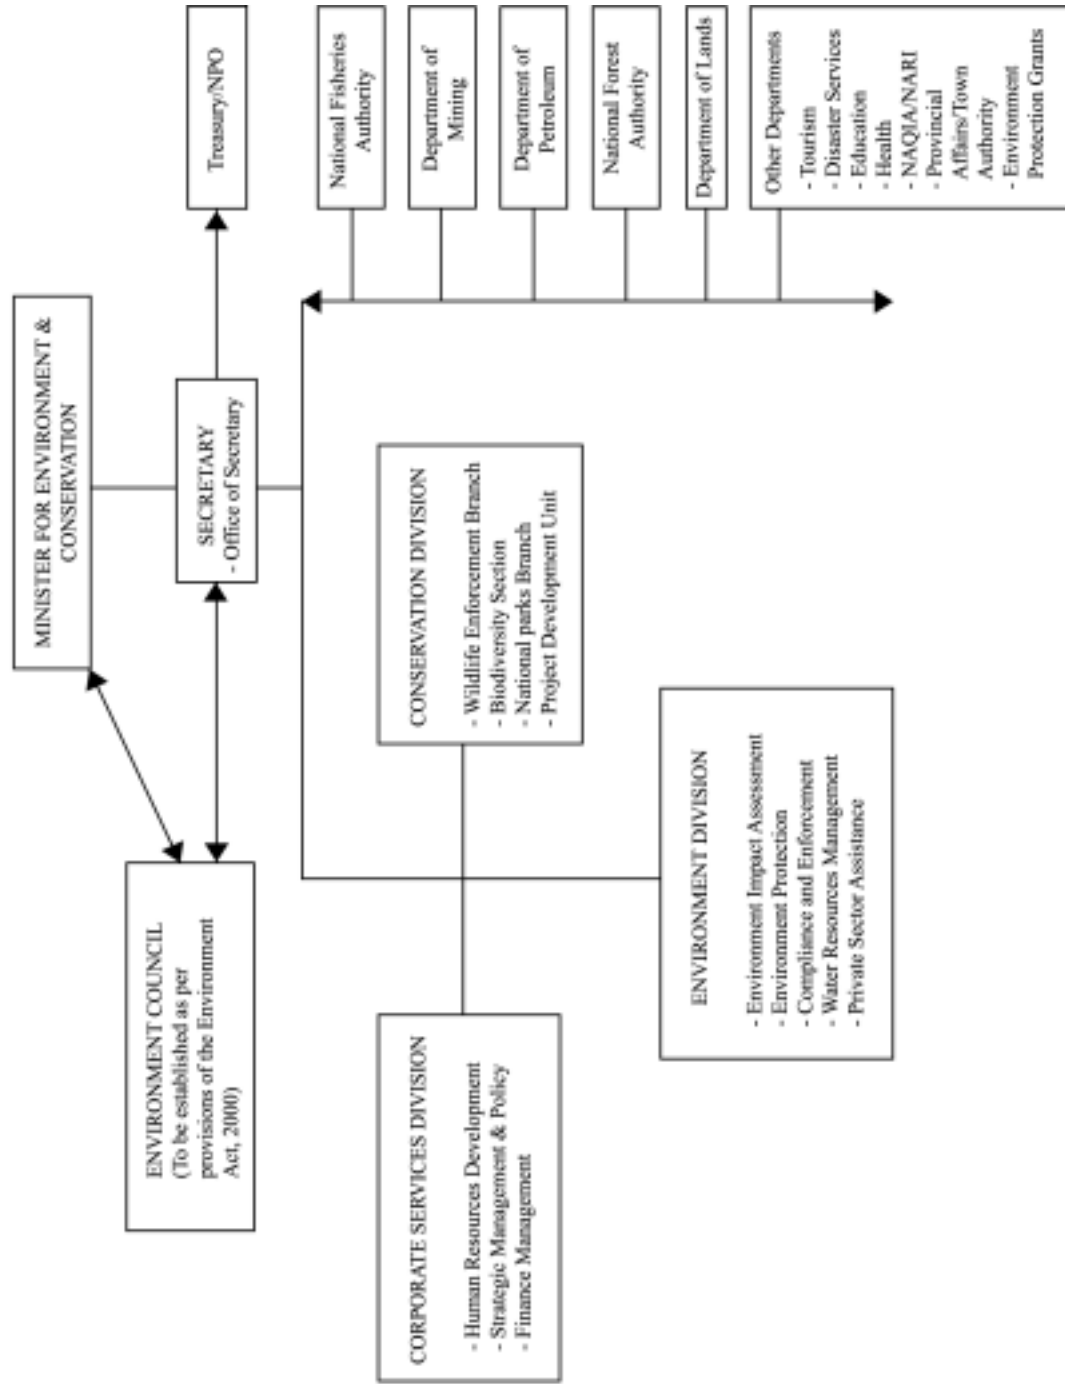 MINISTER FOR ENVIRONMENT &
CONSERVATION
ENVIRONMENT COUNCIL
(To be established as per
provisions of the Environment
Act, 2000)
SECRETARY
- Office of Secretary
Treasury/NPO
CORPORATE SERVICES DIVISION
- Human Resources Development
- Strategic Management & Policy
- Finance Management
CONSERVATION DIVISION
- Wildlife Enforcement Branch
- Biodiversity Section
- National parks Branch
- Project Development Unit
ENVIRONMENT DIVISION
- Environment Impact Assessment
- Environment Protection
- Compliance and Enforcement
- Water Resources Management
- Private Sector Assistance
National Fisheries
Authority
Department of
Mining
Department of
Petroleum
National Forest
Authority
Department of Lands
Other Departments
- Tourism
- Disaster Services
- Education
- Health
- NAQIA/NARI
- Provincial
Affairs/Town
Authority
- Environment
Protection Grants